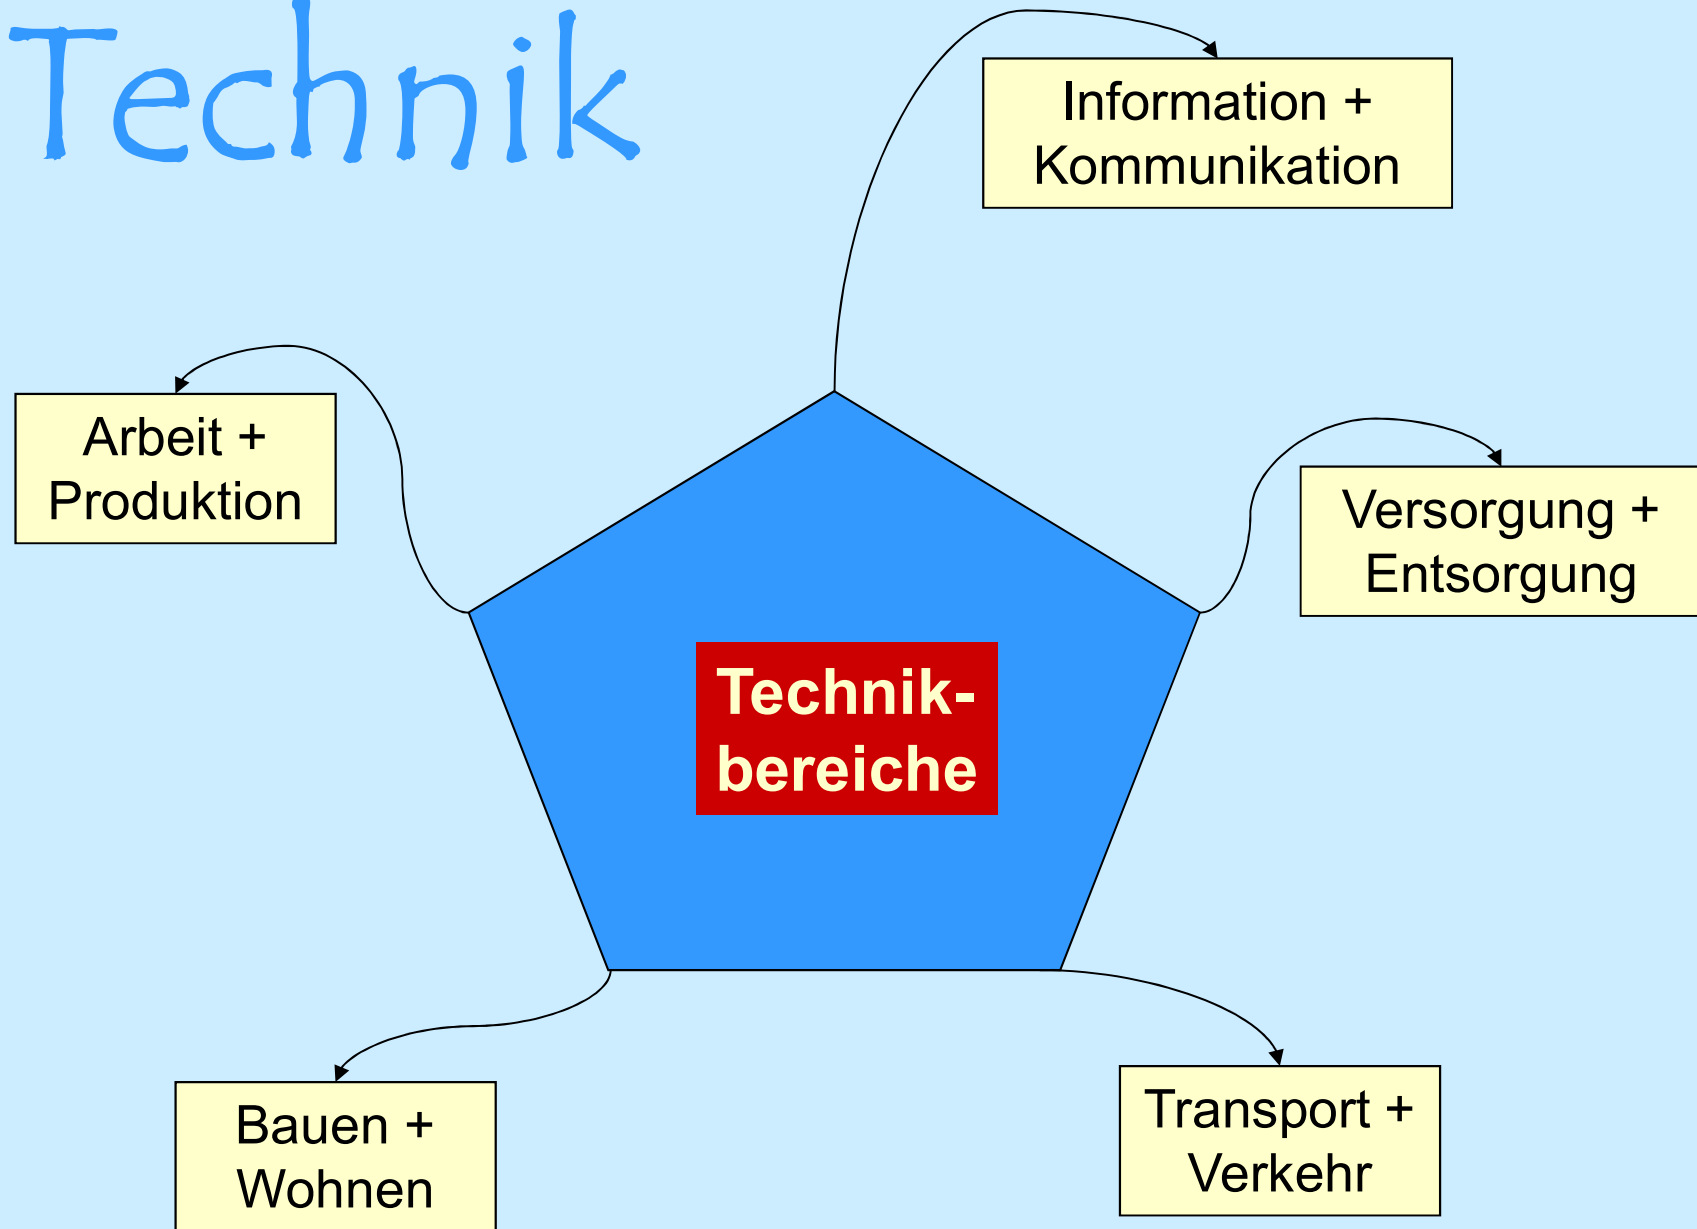 Technik
Information +
Kommunikation
Arbeit +
Produktion
Versorgung +
Entsorgung
Technik-
bereiche
Bauen +
Wohnen
Transport +
Verkehr